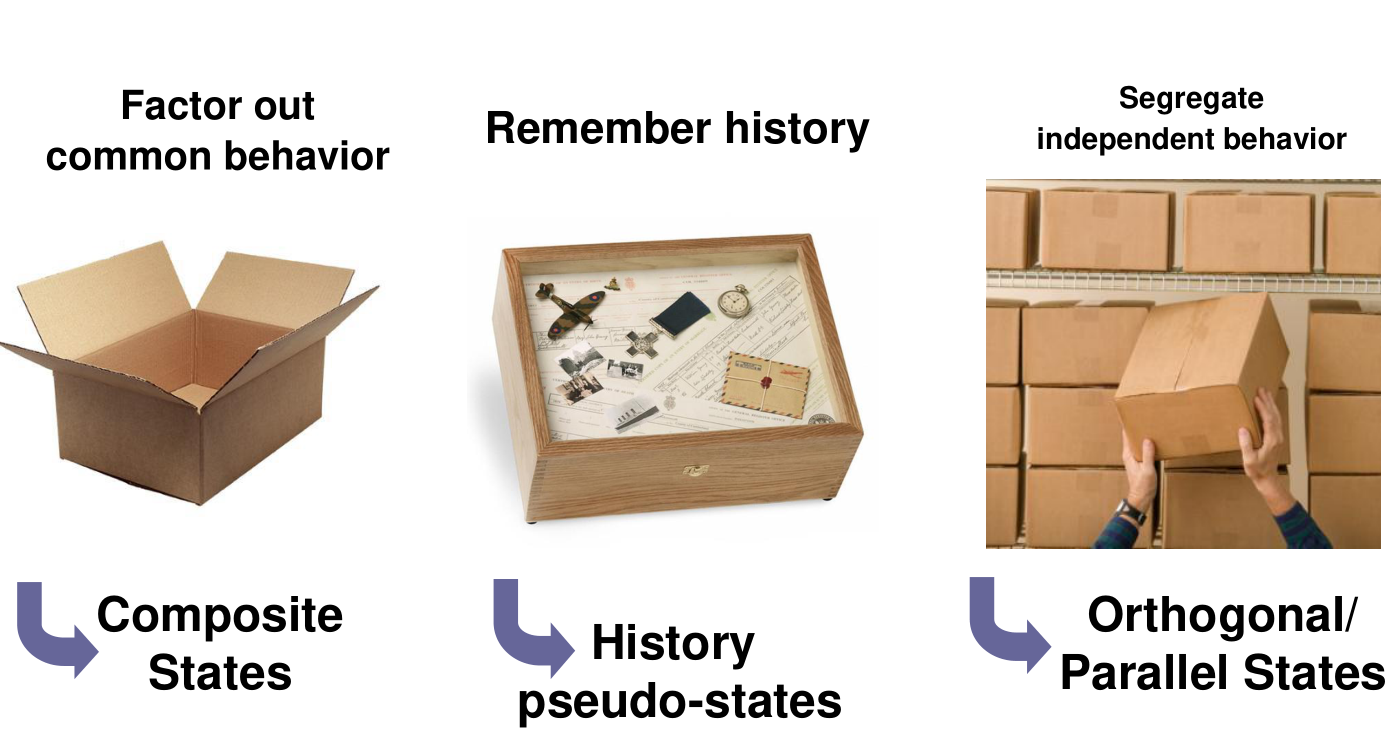 Factor out
common behavior
Remember history
Segregate
independent behavior
Composite
States
History
pseudo-states
Orthogonal/
Parallel States